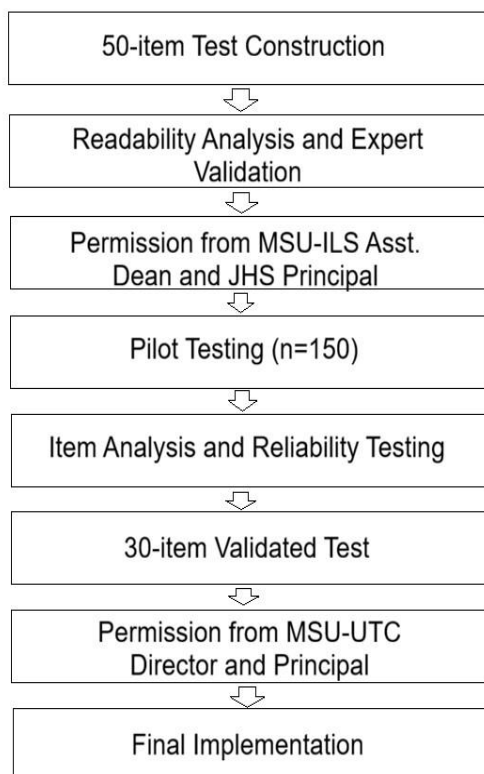 50-item Test Construction
Readability Analysis and Expert
Validation
Permission from MSU-ILS Asst.
Dean and JHS Principal
Pilot Testing (n=150)
Item Analysis and Reliability Testing
30-item Validated Test
Permission from MSU-UTC
Director and Principal
Final Implementation